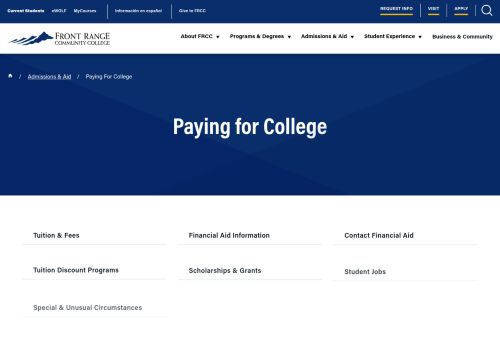 Current Students eWOLF MyCourses Información en español Give to FRCC REQUEST INFO VISIT APPLY
FRONT RANGE
COMMUNITY COLLEGE
About FRCC Programs & Degrees Admissions & Aid Student Experience Business & Community
/ Admissions & Aid / Paying For College
Paying for College
Tuition & Fees Financial Aid Information Contact Financial Aid
Tuition Discount Programs Scholarships & Grants Student Jobs
Special & Unusual Circumstances